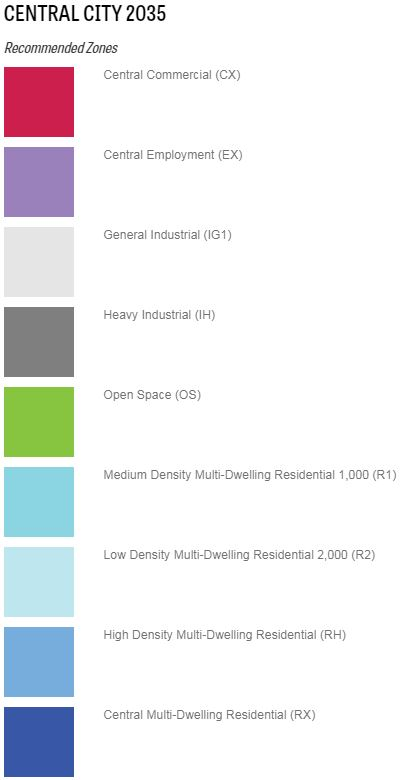 CENTRAL CITY 2035
Recommended Zones
Central Commercial (CX)
Central Employment (EX)
General Industrial (IG1)
Heavy Industrial (IH)
Open Space (OS)
Medium Density Multi-Dwelling Residential 1,000 (R1)
Low Density Multi-Dwelling Residential 2,000 (R2)
High Density Multi-Dwelling Residential (RH)
Central Multi-Dwelling Residential (RX)